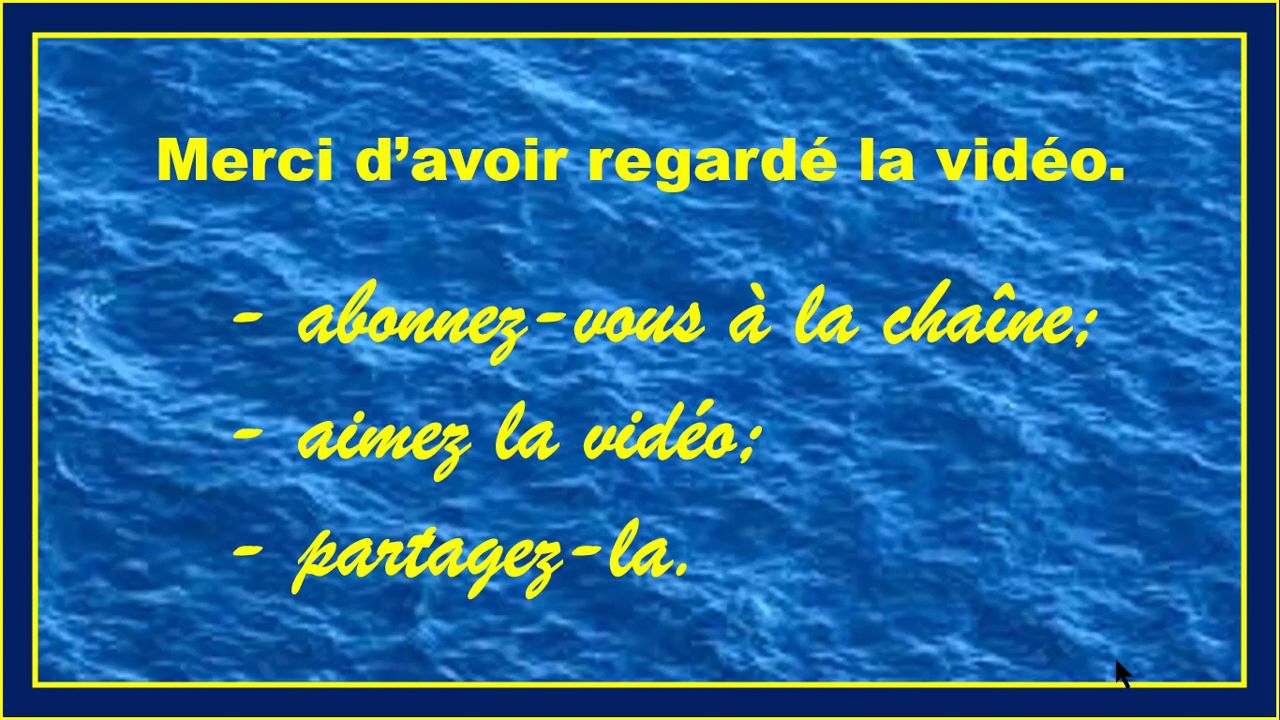 Merci d’avoir regardé la vidéo.
- abonnez-vous à la chaîne;
- aimez la vidéo;
- partagez-la.